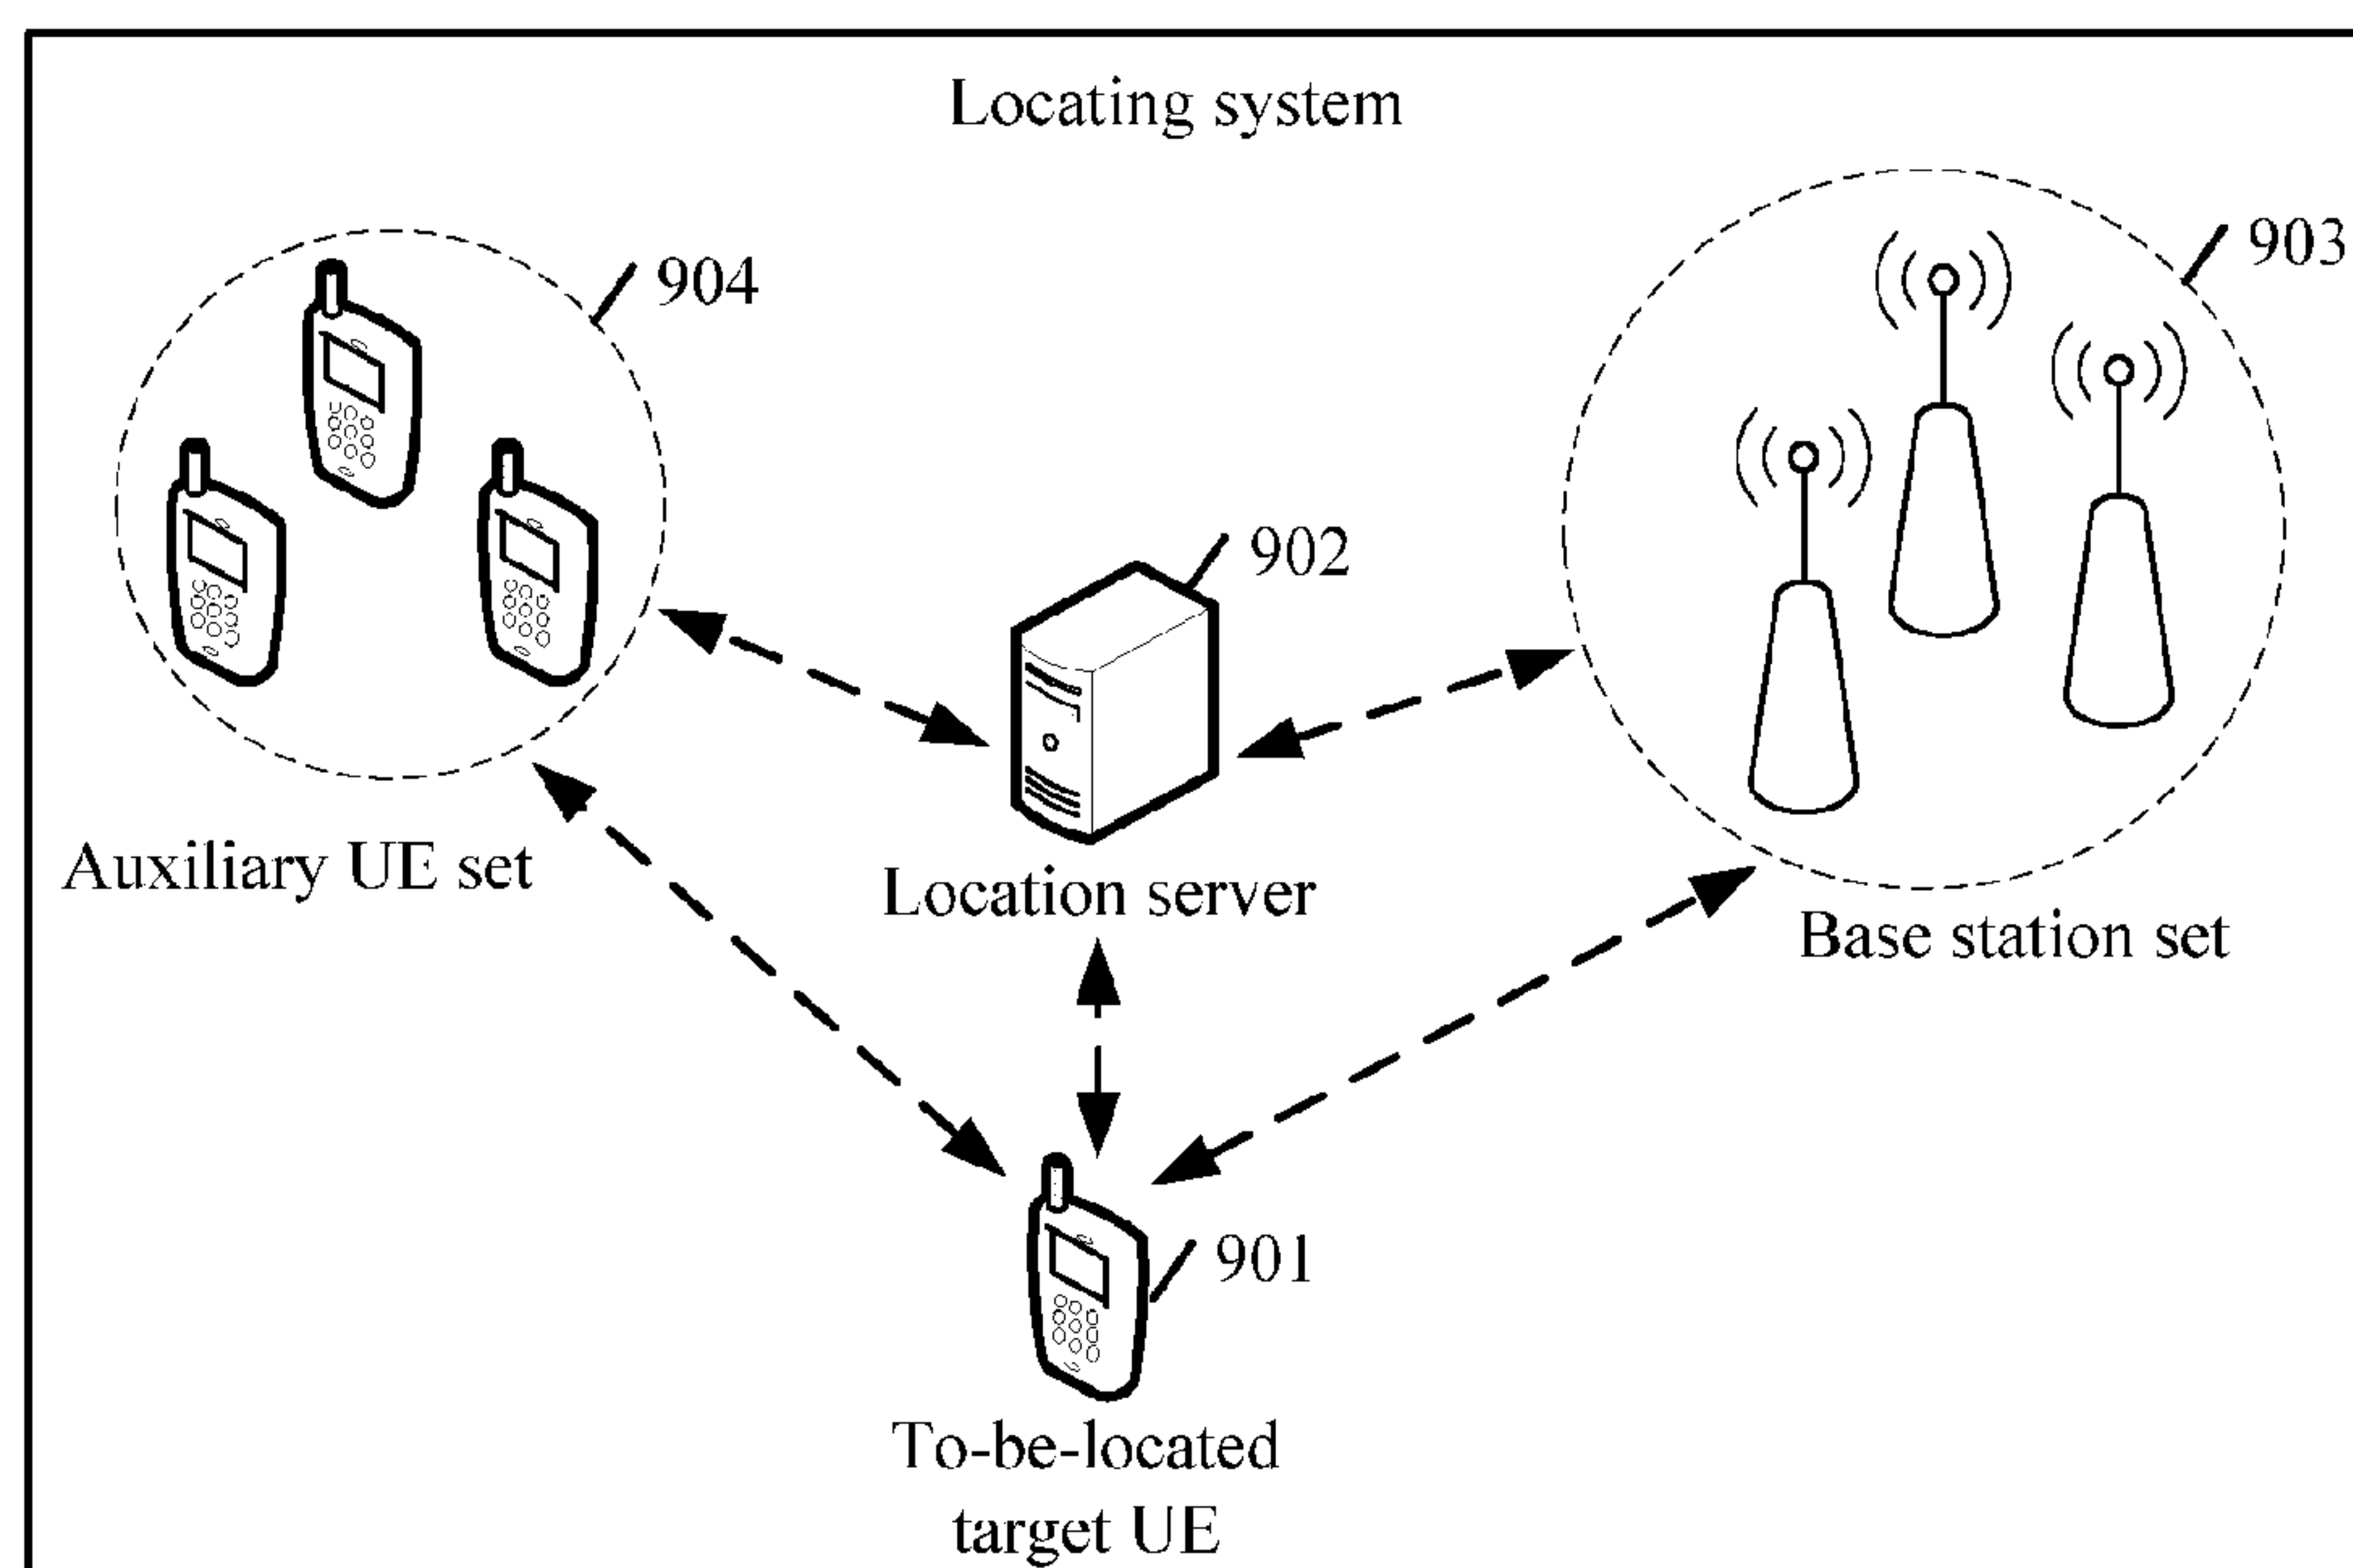 Locating system
904
903
902
Auxiliary UE set
Location server
Base station set
901
To-be-located
target UE